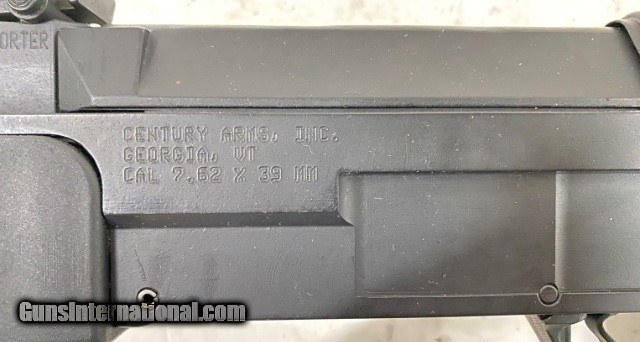 ORTER
CENTURY ARMS, INC.
GEORGIA, VT
CAL 7.62 X 39 MM
GunsInternational.com